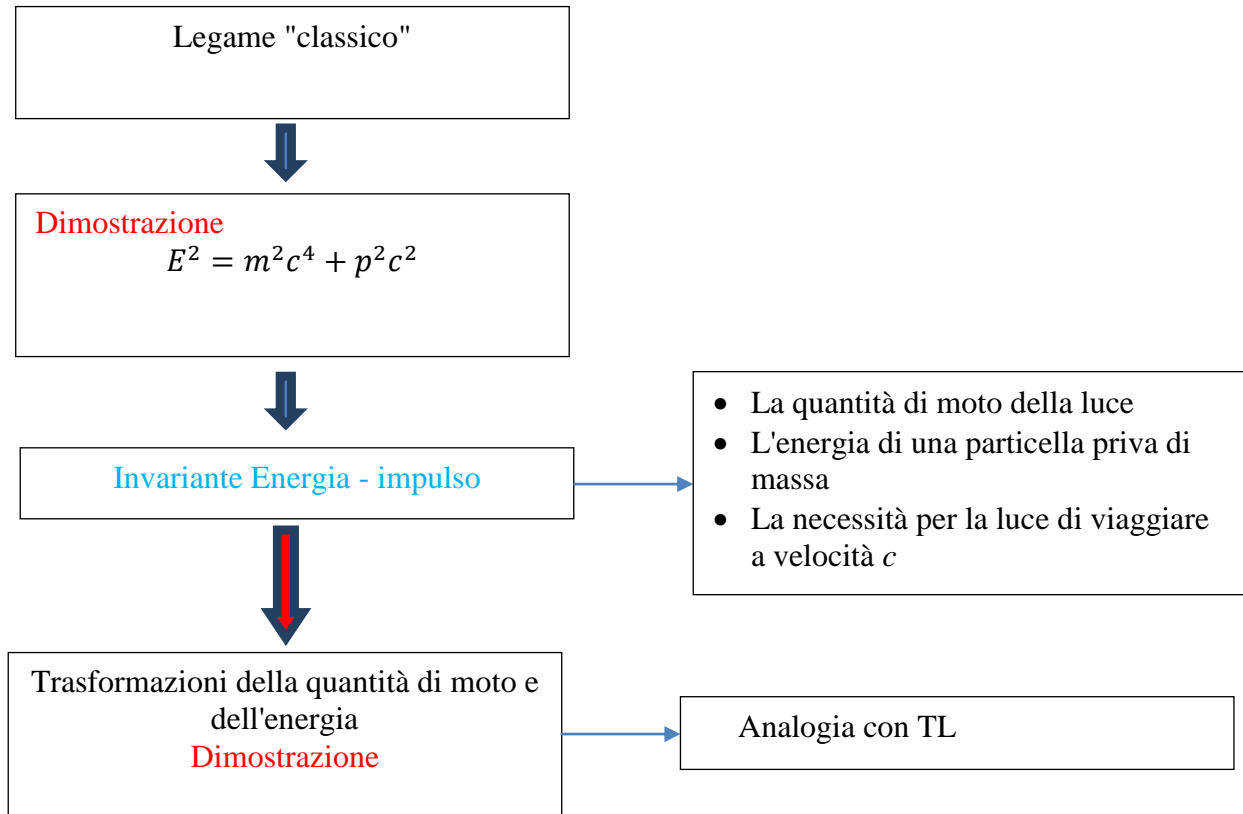 Legame "classico"
Dimostrazione
𝐸² = 𝑚²𝑐⁴ + 𝑝²𝑐²
Invariante Energia - impulso
• La quantità di moto della luce
• L'energia di una particella priva di
massa
• La necessità per la luce di viaggiare
a velocità c
Trasformazioni della quantità di moto e
dell'energia
Dimostrazione
Analogia con TL